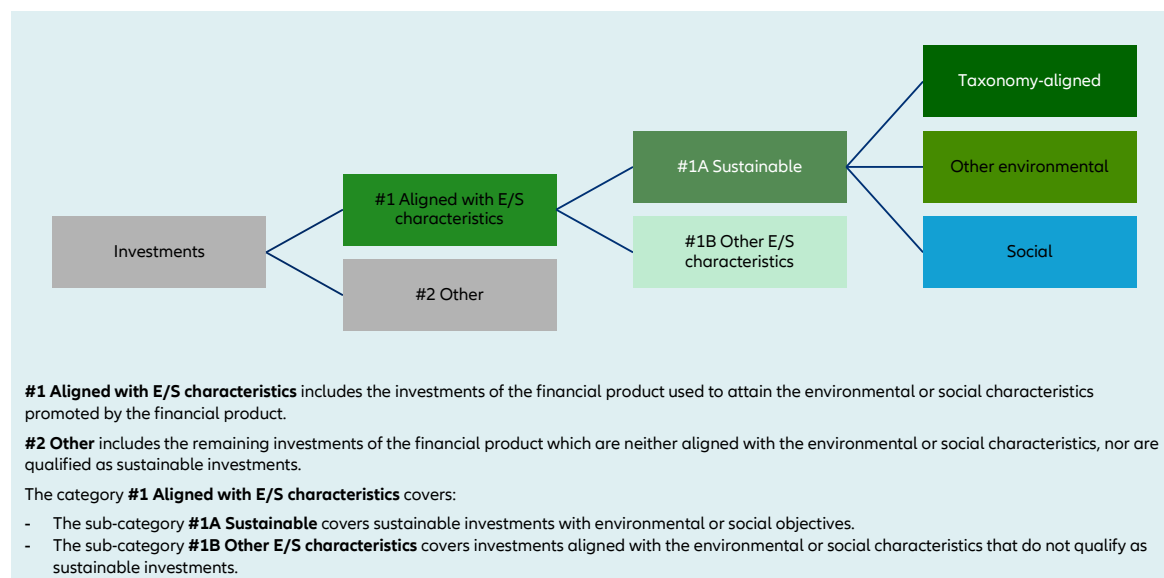 Taxonomy-aligned
#1A Sustainable
Other environmental
#1 Aligned with E/S
characteristics
Investments
#1B Other E/S
characteristics
Social
#2 Other
#1 Aligned with E/S characteristics includes the investments of the financial product used to attain the environmental or social characteristics
promoted by the financial product.
#2 Other includes the remaining investments of the financial product which are neither aligned with the environmental or social characteristics, nor are
qualified as sustainable investments.
The category #1 Aligned with E/S characteristics covers:
- The sub-category #1A Sustainable covers sustainable investments with environmental or social objectives.
- The sub-category #1B Other E/S characteristics covers investments aligned with the environmental or social characteristics that do not qualify as
sustainable investments.